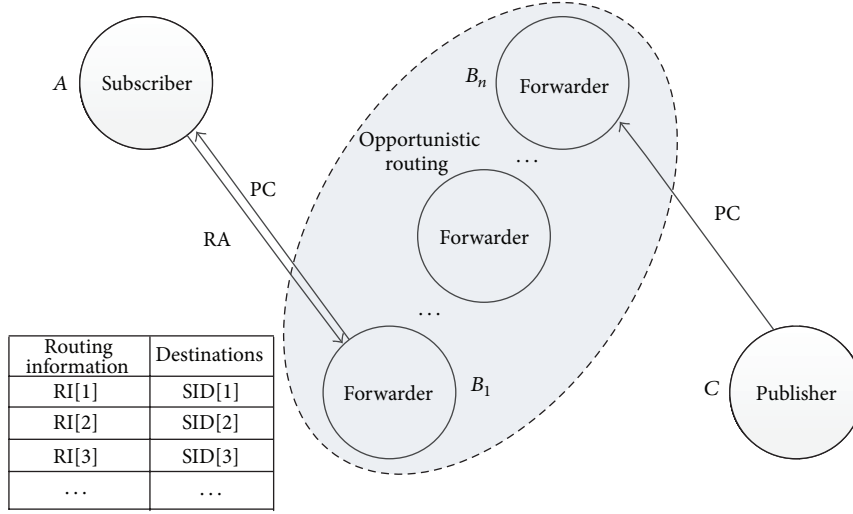 A
Subscriber
B_n
Forwarder
Opportunistic
routing
...
PC
RA
Forwarder
PC
...
Forwarder
B_1
C
Publisher
Routing
information
Destinations
RI[1]
SID[1]
RI[2]
SID[2]
RI[3]
SID[3]
...
...